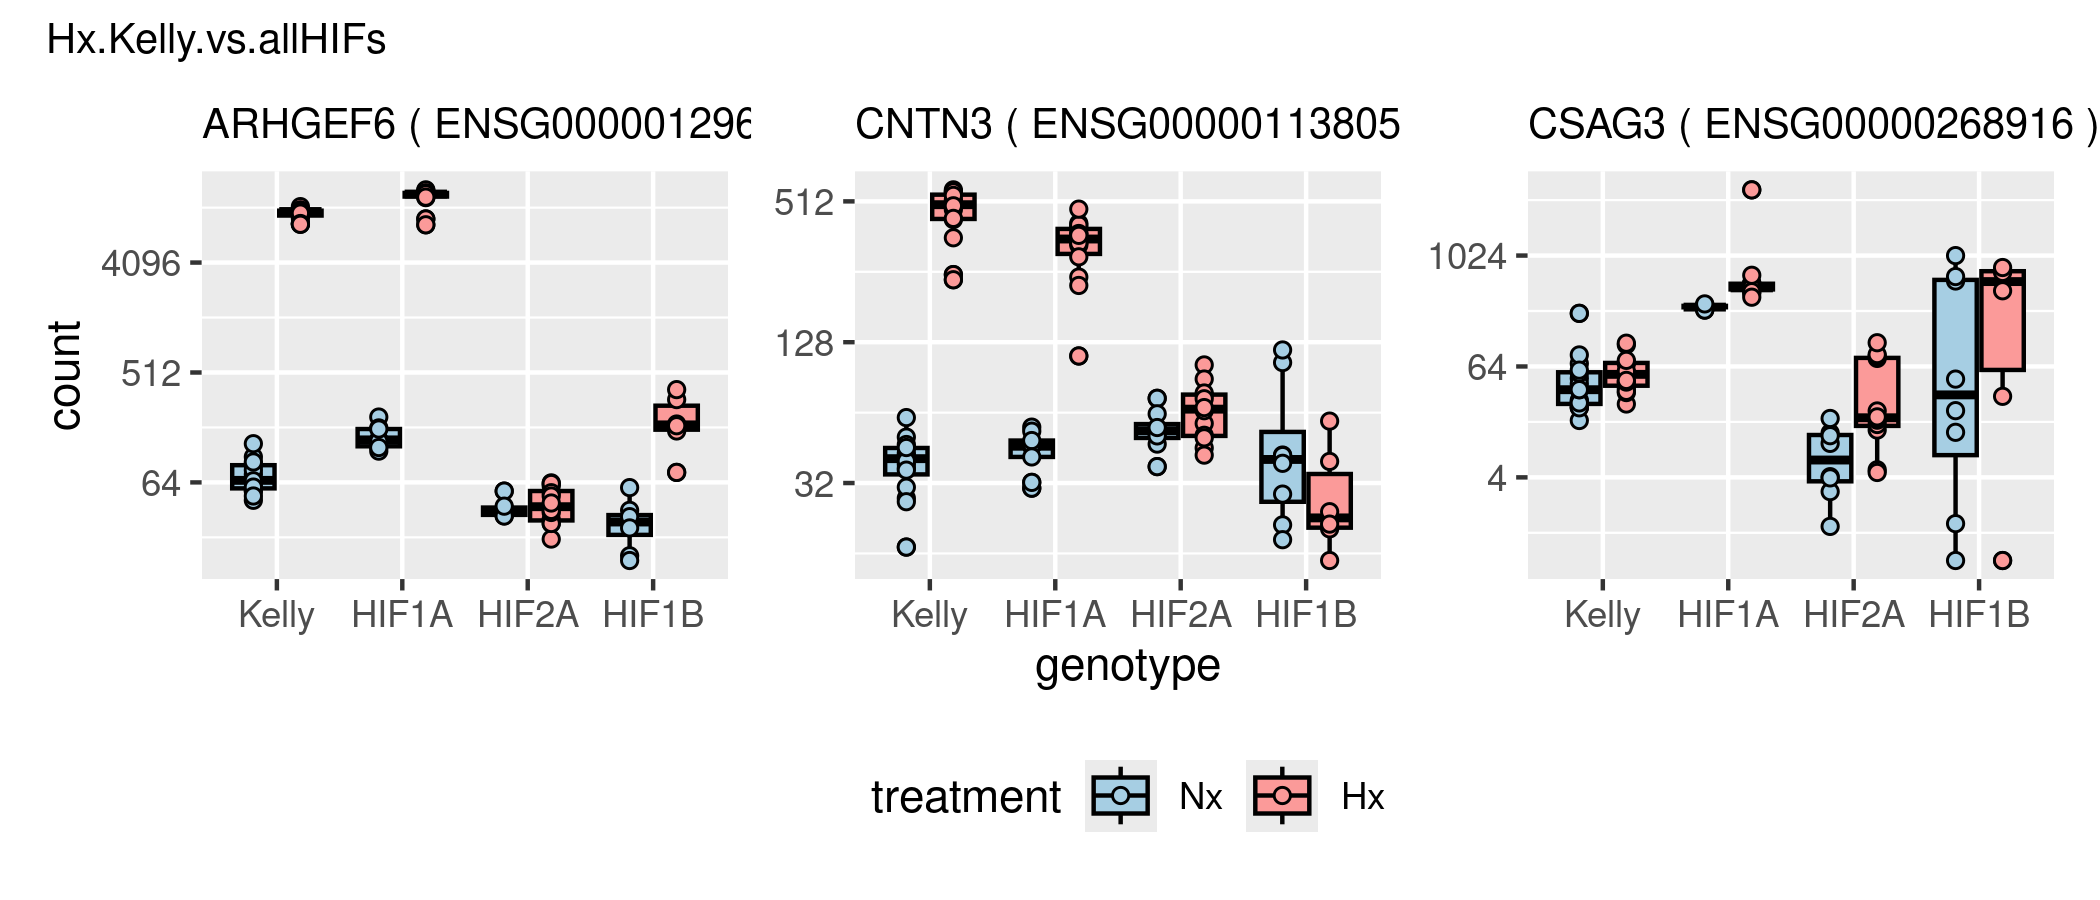 Hx.Kelly.vs.allHIFs
ARHGEF6 ( ENSG000001296
CNTN3 ( ENSG00000113805
CSAG3 ( ENSG00000268916 )
count
4096
512
64
Kelly HIF1A HIF2A HIF1B
512
128
32
Kelly HIF1A HIF2A HIF1B
1024
64
4
Kelly HIF1A HIF2A HIF1B
genotype
treatment Nx Hx